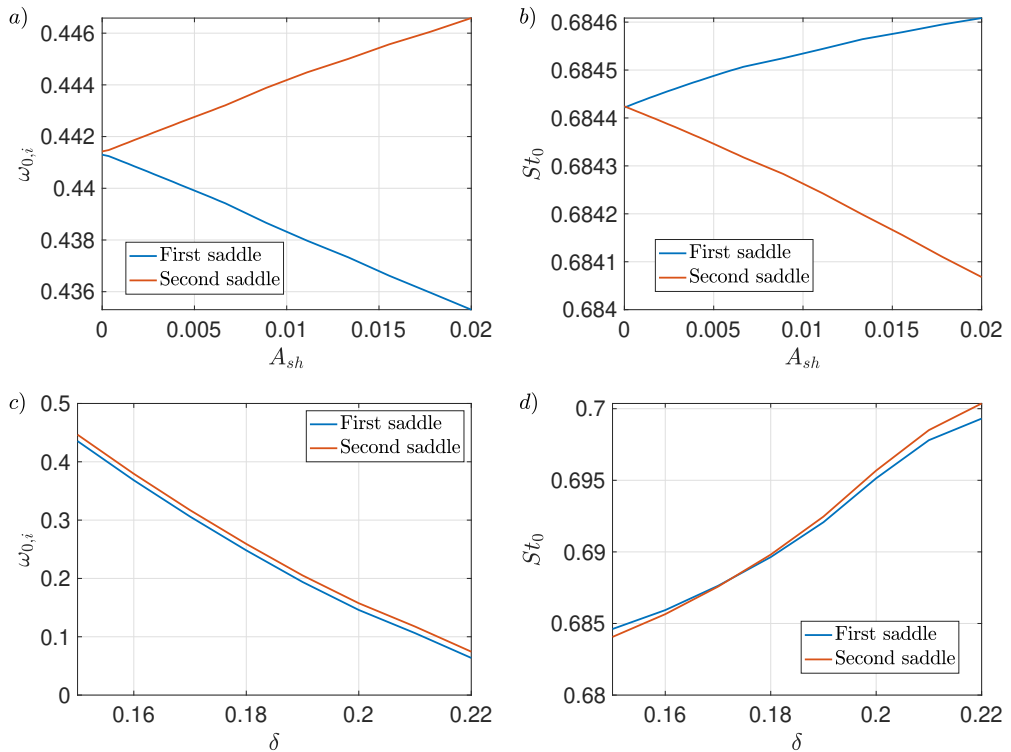 a)
0.446
0.444
0.442
0.44
0.438
0.436
ω0,i
First saddle
Second saddle
0
0.005
0.01
0.015
0.02
Ash
b)
0.6846
0.6845
0.6844
0.6843
0.6842
0.6841
0.684
St0
First saddle
Second saddle
0
0.005
0.01
0.015
0.02
Ash
c)
0.5
0.4
0.3
0.2
0.1
0
ω0,i
First saddle
Second saddle
0.16
0.18
0.2
0.22
δ
d)
0.7
0.695
0.69
0.685
0.68
St0
First saddle
Second saddle
0.16
0.18
0.2
0.22
δ